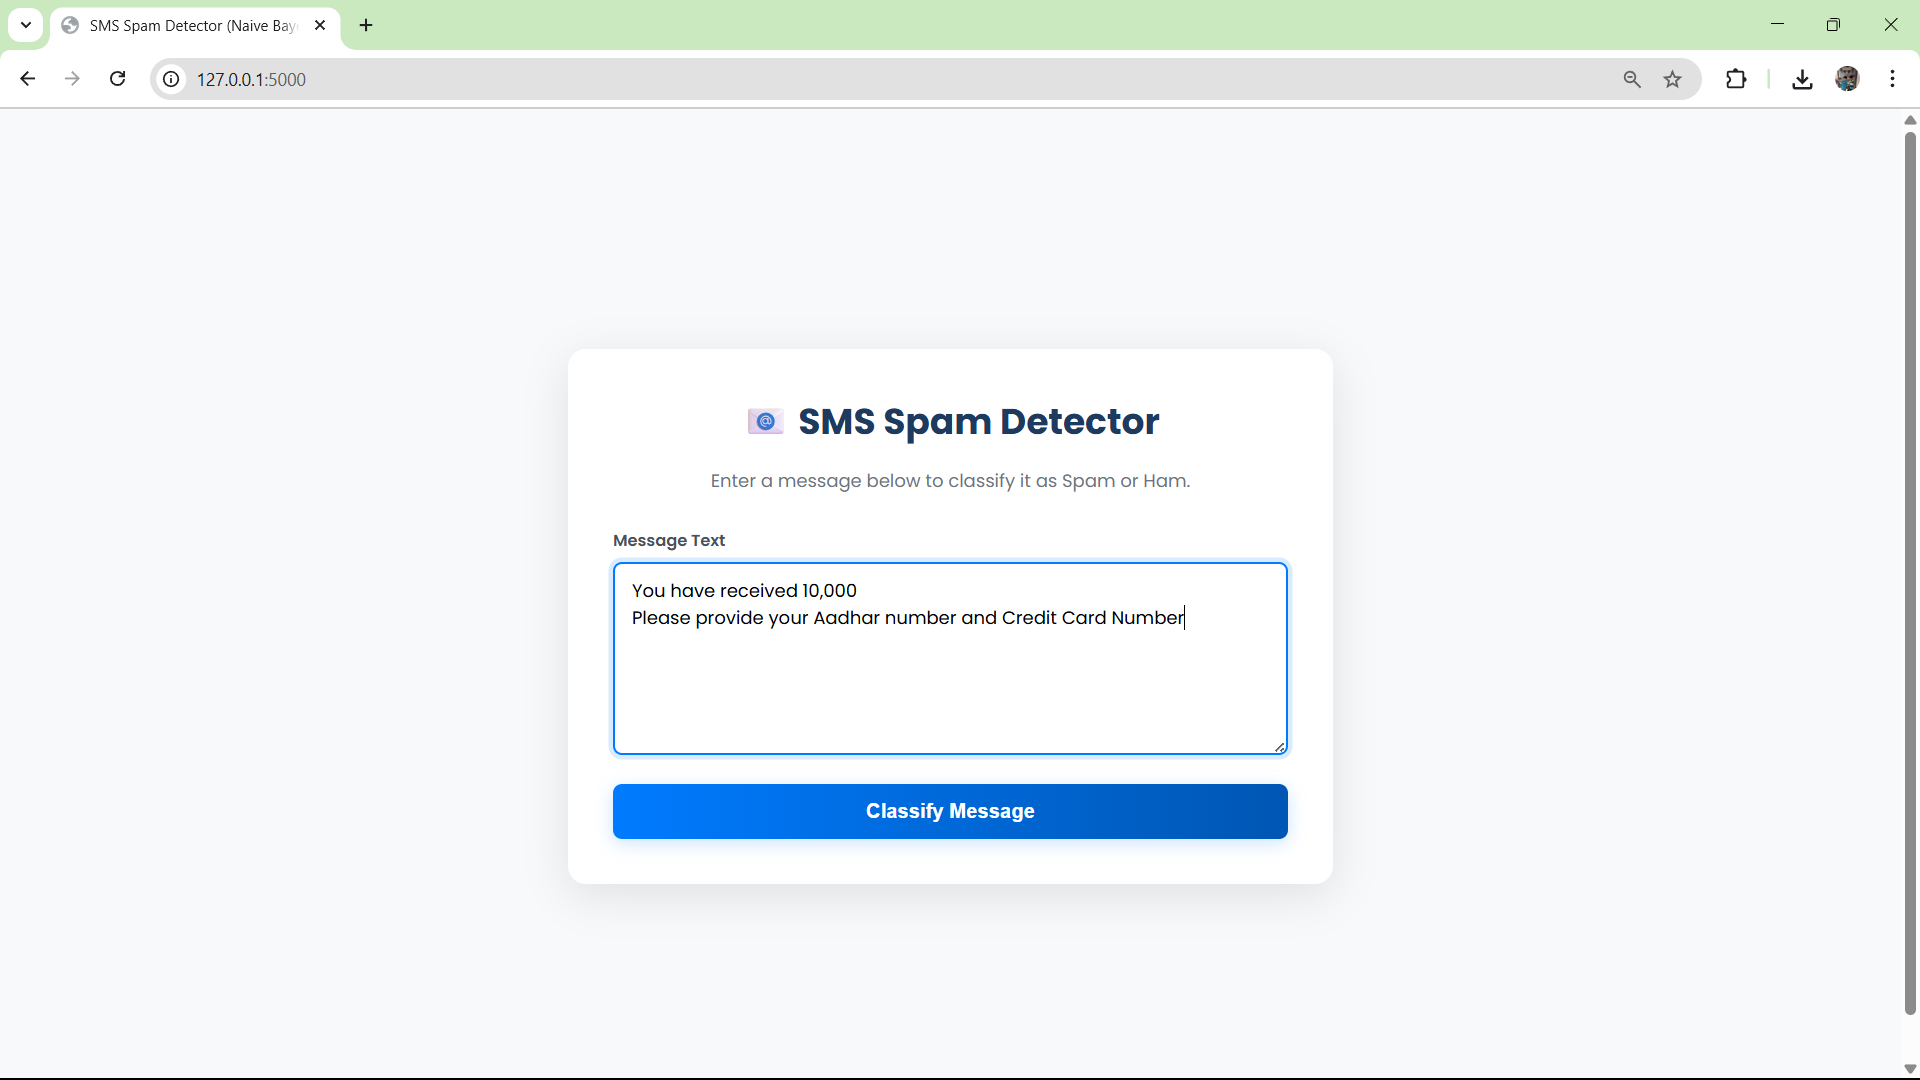 SMS Spam Detector (Naive Bay
127.0.0.1:5000
SMS Spam Detector
Enter a message below to classify it as Spam or Ham.
Message Text
You have received 10,000
Please provide your Aadhar number and Credit Card Number
Classify Message